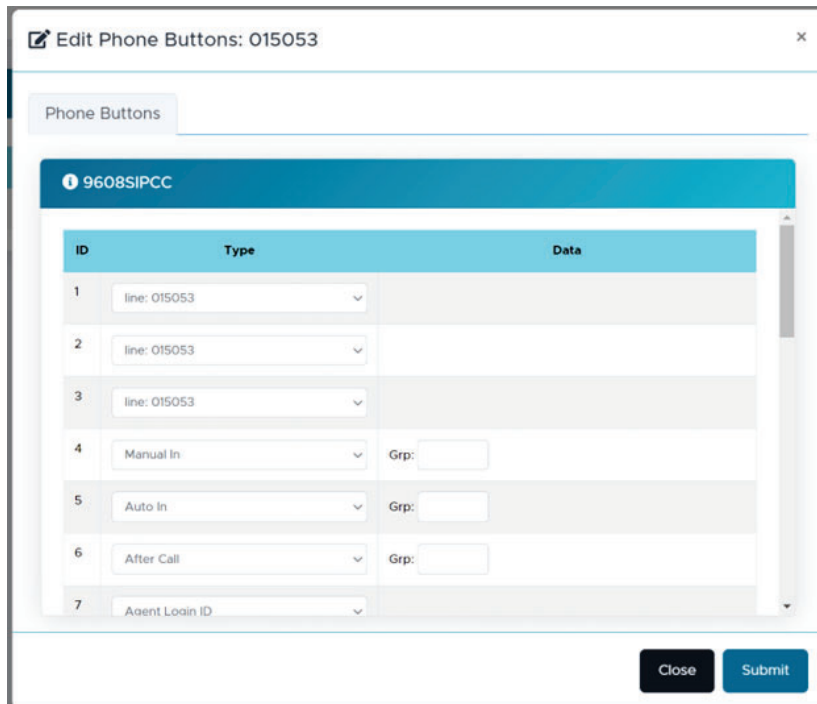 Edit Phone Buttons: 015053 ×
Phone Buttons
9608SIPCC
ID Type Data
1 line: 015053
2 line: 015053
3 line: 015053
4 Manual In Grp:
5 Auto In Grp:
6 After Call Grp:
7 Agent Login ID
Close Submit